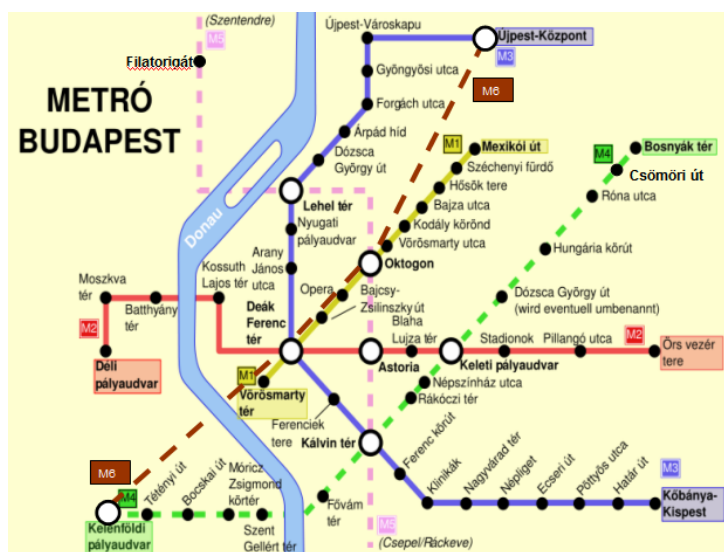 (Szentendre)
M5
Filatorigát
METRÓ
BUDAPEST
Donau
Újpest-Városkapu
Újpest-Központ
M3
M6
Gyöngyösi utca
Forgách utca
Árpád híd
Dózsca
György út
Lehel tér
Nyugati
pályaudvar
Arany
János
utca
M1
Mexikói út
Széchenyi fürdő
Hősök tere
Bajza utca
Kodály körönd
Vörösmarty utca
Oktogon
M4
Bosnyák tér
Csömöri út
Róna utca
Hungária körút
Dózsca György út
(wird eventuell umbenannt)
Moszkva
tér
Batthyány
tér
Kossuth
Lajos tér
M2
Déli
pályaudvar
Opera
Bajcsy-
Zsilinszky út
Deák
Ferenc
tér
Blaha
Lujza tér
Astoria
Stadionok
Pillangó utca
Keleti pályaudvar
M2
Örs vezér
tere
M1
Vörösmarty
tér
Népszínház utca
Rákóczi tér
Ferenciek
tere
Kálvin tér
Ferenc körút
Klinikák
Nagyvárad tér
Népliget
Ecseri út
Pöttyös utca
Határ út
M3
Kőbánya-
Kispest
M6
M4
Kelenföldi
pályaudvar
Tétényi út
Bocskai út
Móricz
Zsigmond
körtér
Szent
Gellért tér
Fővám
tér
M5
(Csepel/Ráckeve)